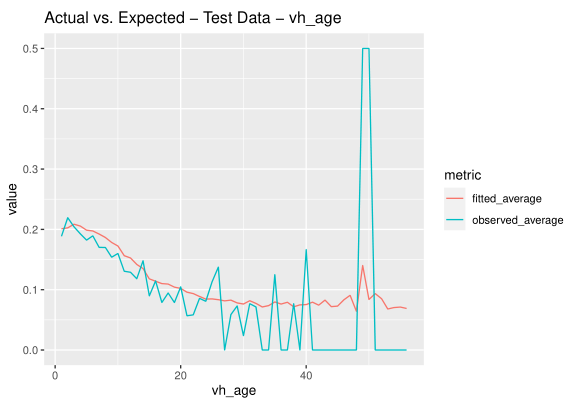 Actual vs. Expected − Test Data − vh_age
0.5
0.4
0.3
0.2
0.1
0.0
value
0
20
40
vh_age
metric
fitted_average
observed_average